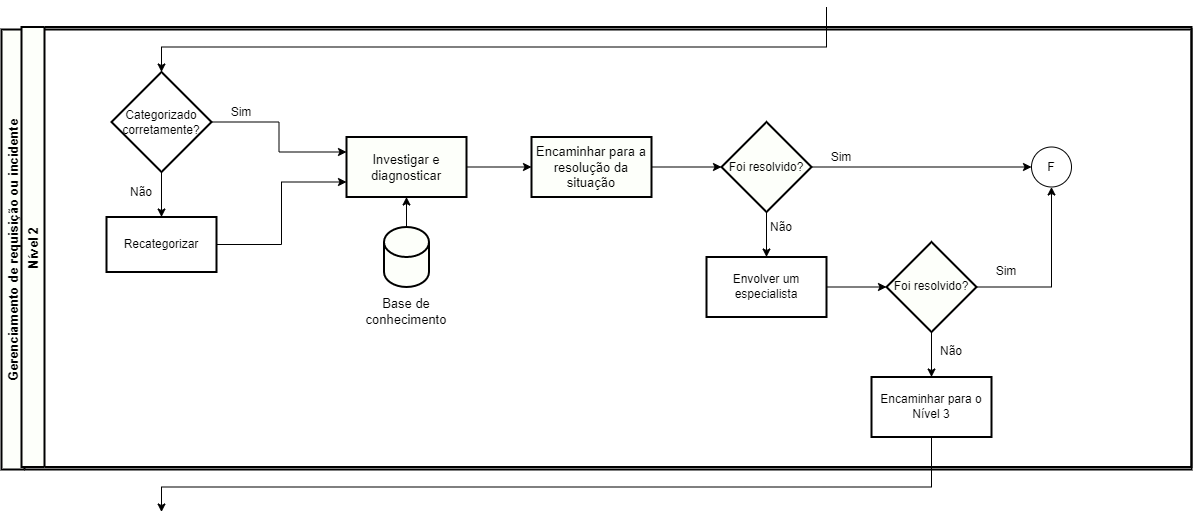 Gerenciamento de requisição ou incidente
Nível 2
Categorizado
corretamente?
Sim
Não
Recategorizar
Investigar e
diagnosticar
Base de
conhecimento
Encaminhar para a
resolução da
situação
Foi resolvido?
Sim
F
Não
Envolver um
especialista
Foi resolvido?
Sim
Não
Encaminhar para o
Nível 3